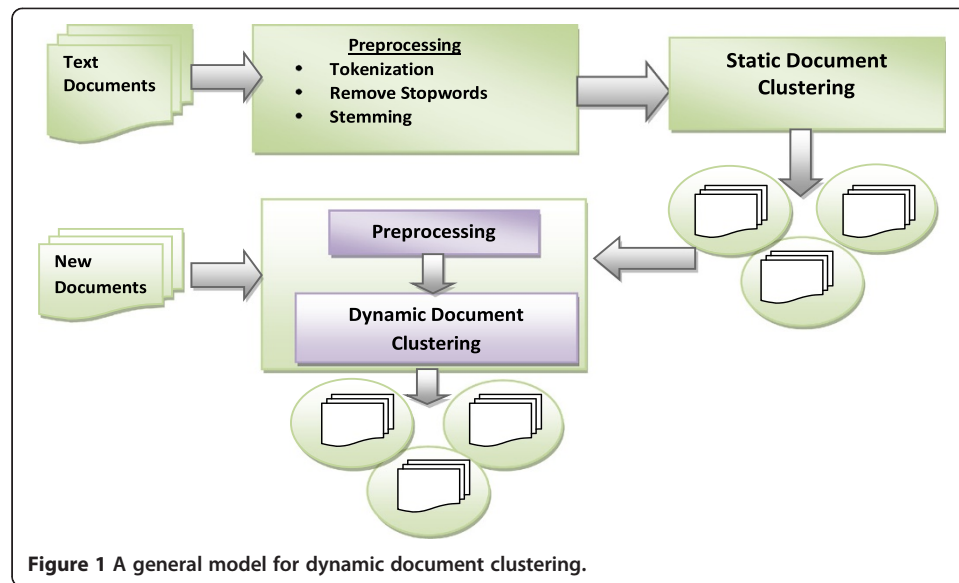 Text
Documents
Preprocessing
• Tokenization
• Remove Stopwords
• Stemming
Static Document
Clustering
New
Documents
Preprocessing
Dynamic Document
Clustering
Figure 1 A general model for dynamic document clustering.